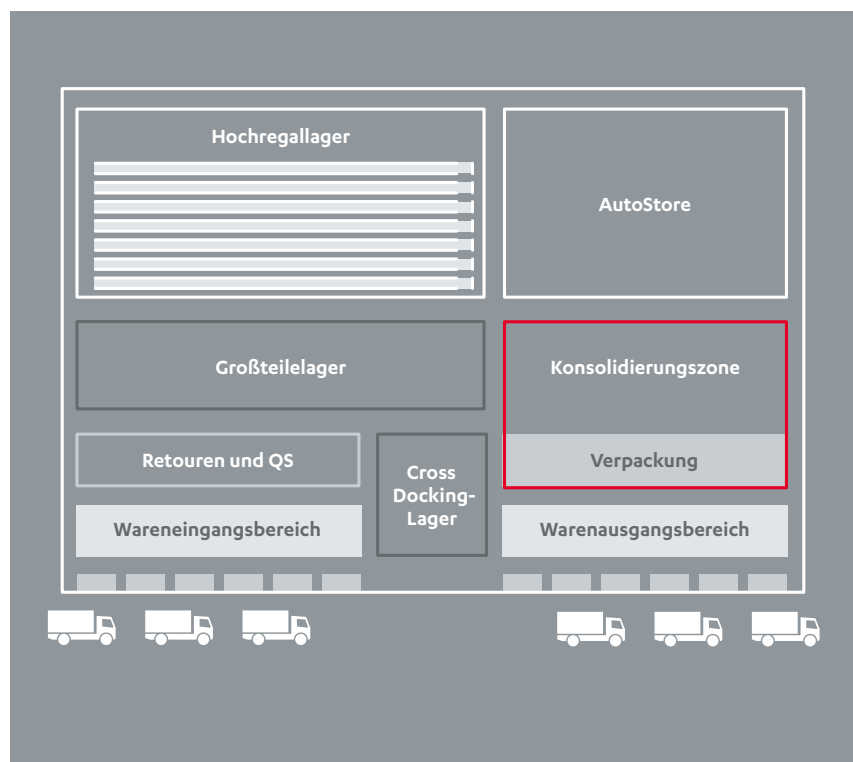 Hochregallager
AutoStore
Großteilelager
Konsolidierungszone
Retouren und QS
Cross
Docking-
Lager
Verpackung
Wareneingangsbereich
Warenausgangsbereich